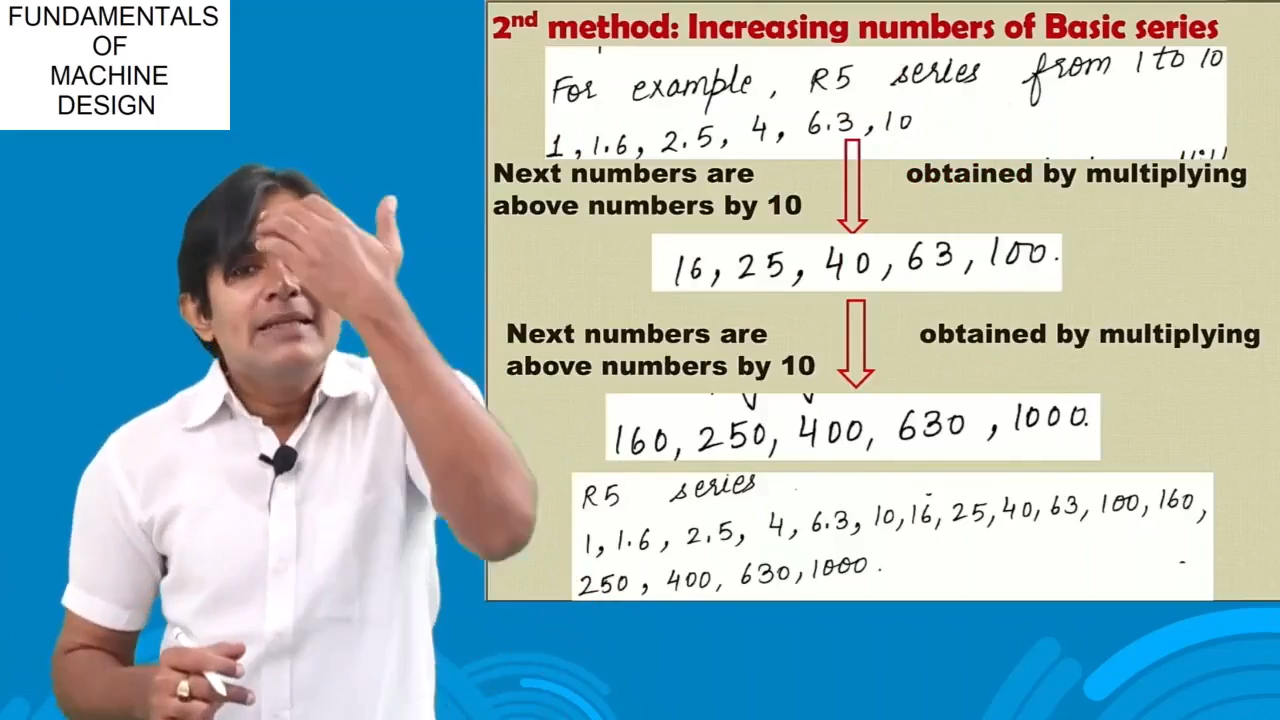 FUNDAMENTALS
OF
MACHINE
DESIGN
2nd method: Increasing numbers of Basic series
For example, R5 series from 1 to 10
1, 1.6, 2.5, 4, 6.3, 10
Next numbers are obtained by multiplying
above numbers by 10
16, 25, 40, 63, 100.
Next numbers are obtained by multiplying
above numbers by 10
160, 250, 400, 630, 1000.
R5 series
1, 1.6, 2.5, 4, 6.3, 10, 16, 25, 40, 63, 100, 160,
250, 400, 630, 1000.